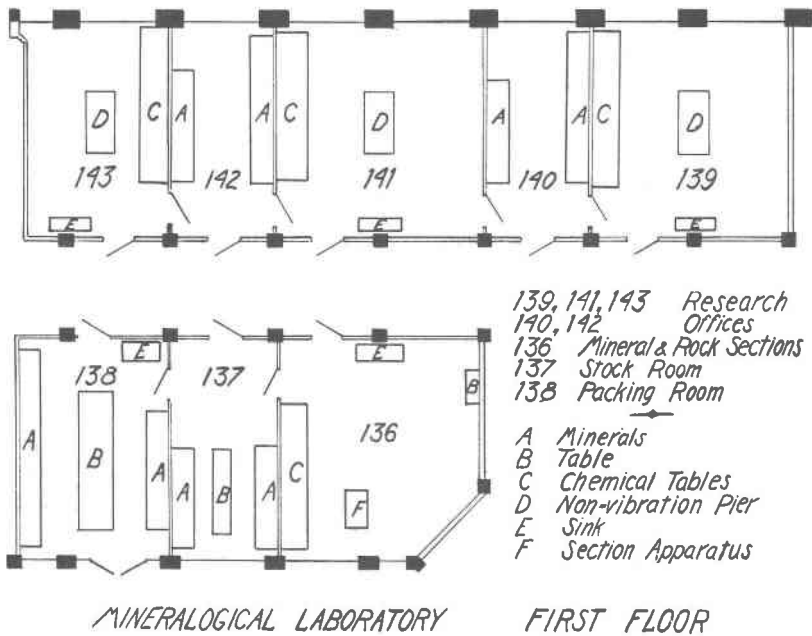 D C A A C D A A C D
143 142 141 140 139
E E E
139, 141, 143 Research
140, 142 Offices
136 Mineral & Rock Sections
137 Stock Room
138 Packing Room
A Minerals
B Table
C Chemical Tables
D Non-vibration Pier
E Sink
F Section Apparatus
E E
138 137 B
136
A B A A B A C
F
MINERALOGICAL LABORATORY FIRST FLOOR